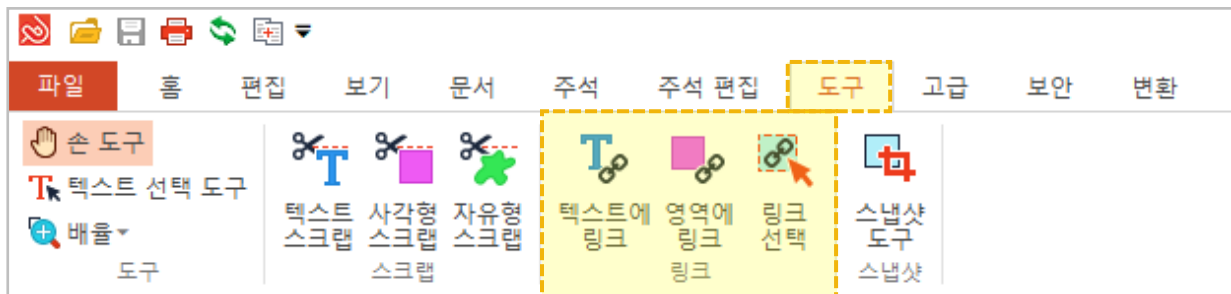 파일 홈 편집 보기 문서 주석 주석 편집 도구 고급 보안 변환
손 도구
텍스트 선택 도구
배율
도구
텍스트
스크랩
사각형
스크랩
자유형
스크랩
스크랩
텍스트에
링크
영역에
링크
링크
선택
링크
스냅샷
도구
스냅샷